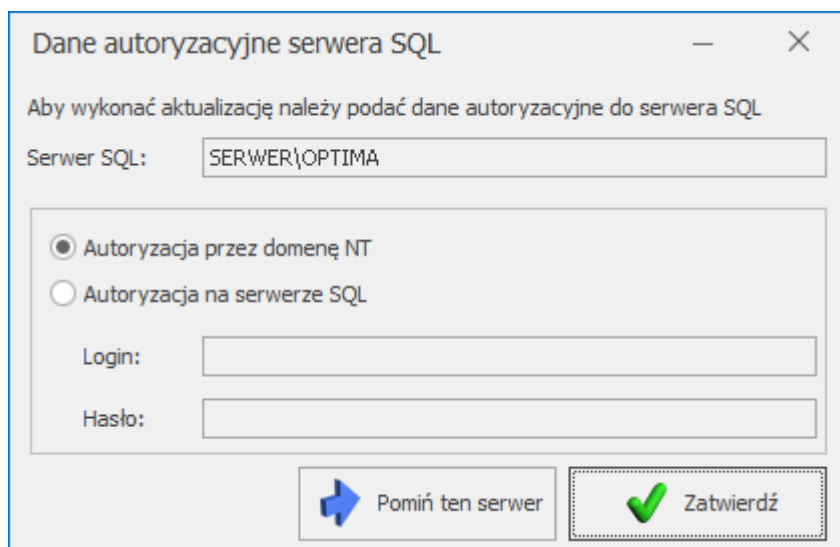 Dane autoryzacyjne serwera SQL
Aby wykonać aktualizację należy podać dane autoryzacyjne do serwera SQL
Serwer SQL: SERWER\OPTIMA
Autoryzacja przez domenę NT
Autoryzacja na serwerze SQL
Login:
Hasło:
Pomiń ten serwer Zatwierdź